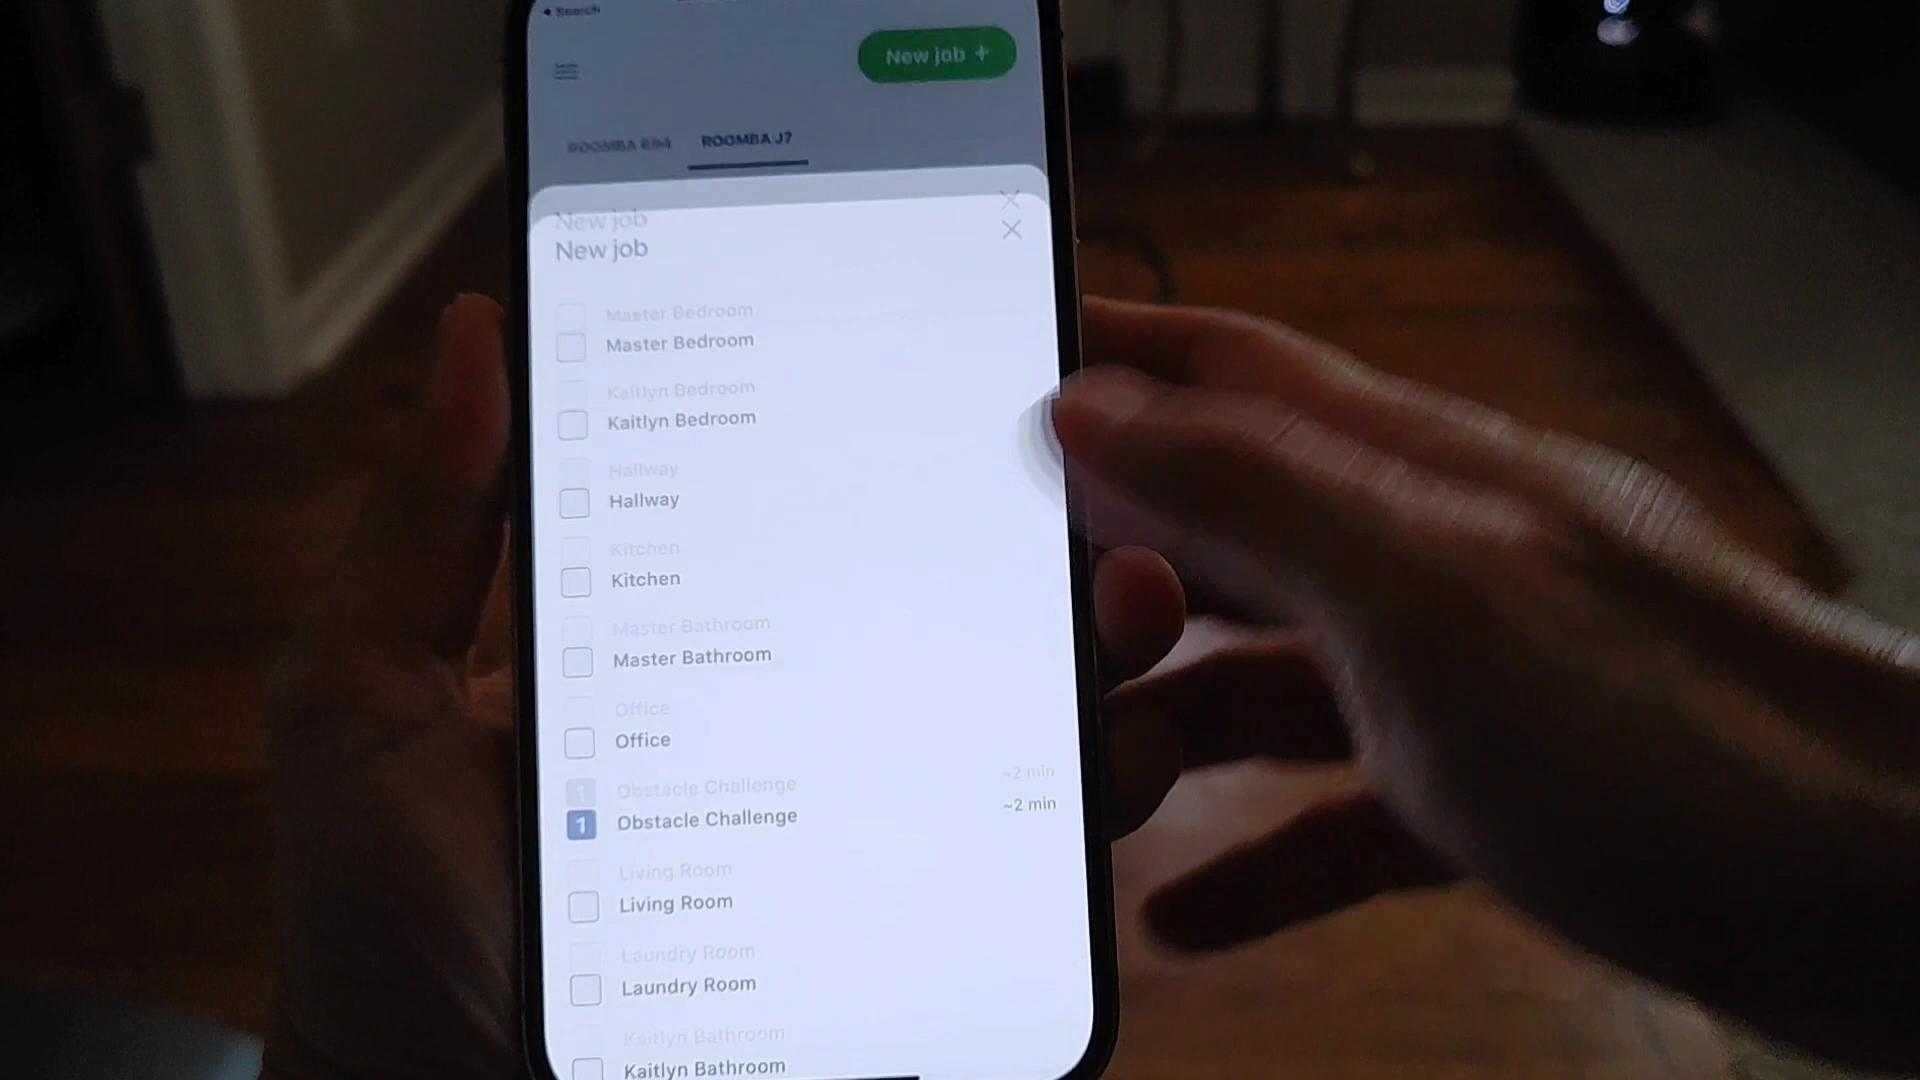 Search
New job +
ROOMBA 694 ROOMBA J7
New job
New job
Master Bedroom
Master Bedroom
Kaitlyn Bedroom
Kaitlyn Bedroom
Hallway
Hallway
Kitchen
Kitchen
Master Bathroom
Master Bathroom
Office
Office
1 Obstacle Challenge ~2 min
1 Obstacle Challenge ~2 min
Living Room
Living Room
Laundry Room
Laundry Room
Kaitlyn Bathroom
Kaitlyn Bathroom